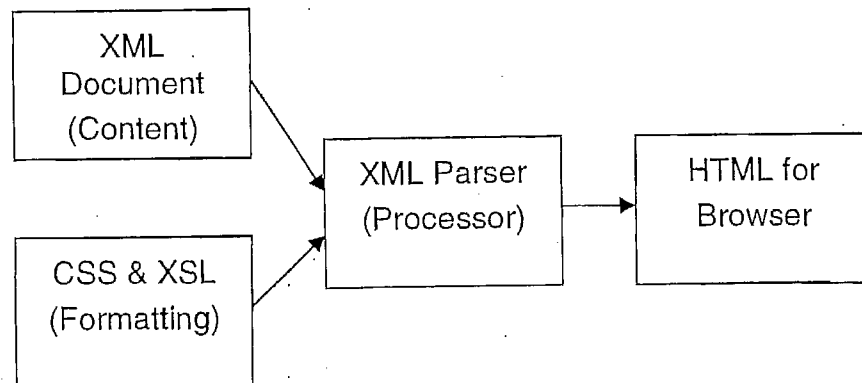 XML
Document
(Content)
CSS & XSL
(Formatting)
XML Parser
(Processor)
HTML for
Browser